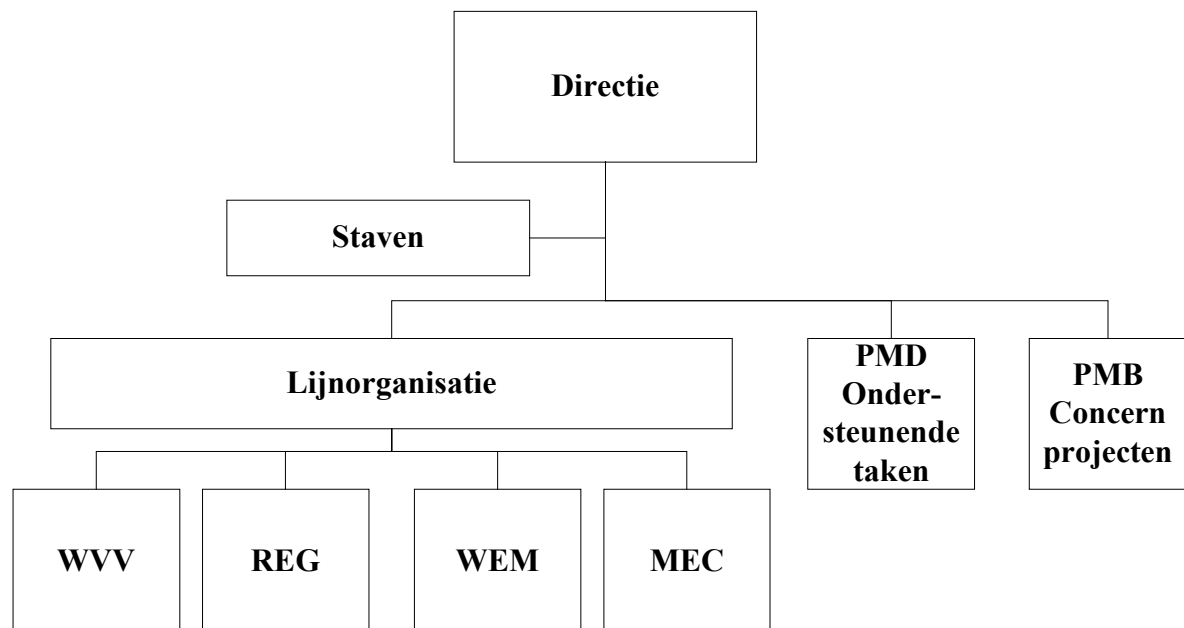 Directie
Staven
Lijnorganisatie
PMD
Onder-
steunende
taken
PMB
Concern
projecten
WVV
REG
WEM
MEC